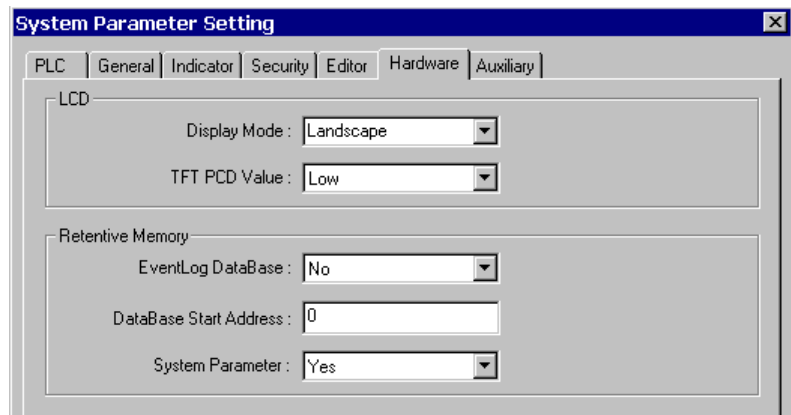 System Parameter Setting
PLC General Indicator Security Editor Hardware Auxiliary
LCD
Display Mode : Landscape
TFT PCD Value : Low
Retentive Memory
EventLog DataBase : No
DataBase Start Address : 0
System Parameter : Yes